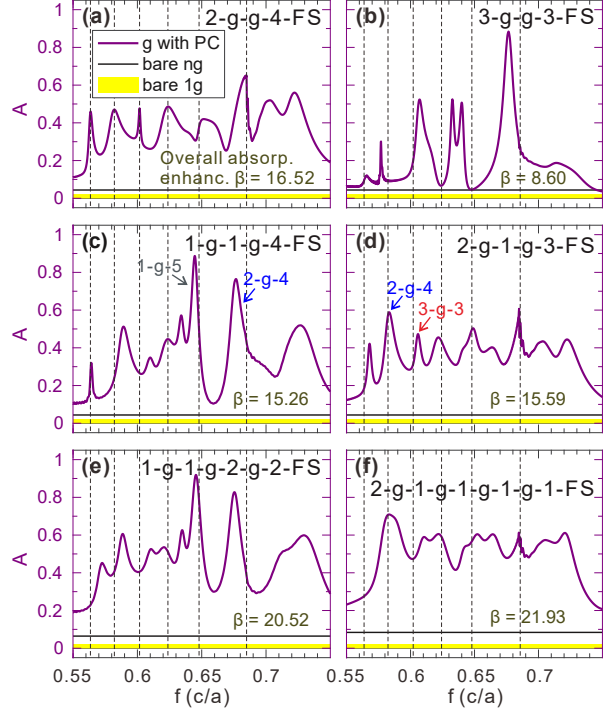 (a)
2-g-g-4-FS
g with PC
bare ng
bare 1g
Overall absorp.
enhanc. β = 16.52
A
1
0.8
0.6
0.4
0.2
0
(b)
3-g-g-3-FS
β = 8.60
(c)
1-g-1-g-4-FS
1-g-5
2-g-4
β = 15.26
A
1
0.8
0.6
0.4
0.2
0
(d)
2-g-1-g-3-FS
2-g-4
3-g-3
β = 15.59
(e)
1-g-1-g-2-g-2-FS
β = 20.52
A
1
0.8
0.6
0.4
0.2
0
0.55 0.6 0.65 0.7
f (c/a)
(f)
2-g-1-g-1-g-1-g-1-FS
β = 21.93
0.55 0.6 0.65 0.7
f (c/a)